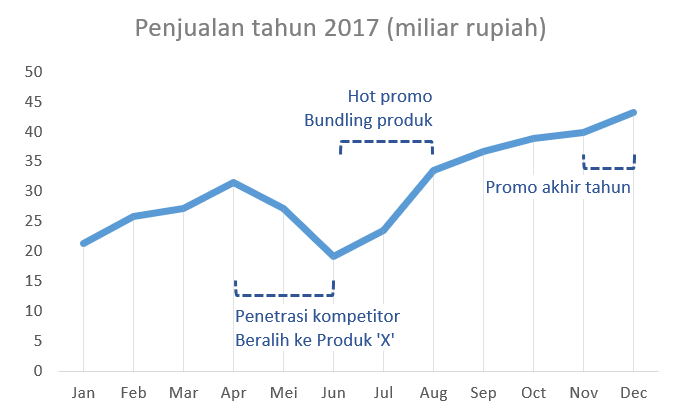 Penjualan tahun 2017 (miliar rupiah)
50
45
40
35
30
25
20
15
10
5
0
Hot promo
Bundling produk
Promo akhir tahun
Penetrasi kompetitor
Beralih ke Produk 'X'
Jan Feb Mar Apr Mei Jun Jul Aug Sep Oct Nov Dec